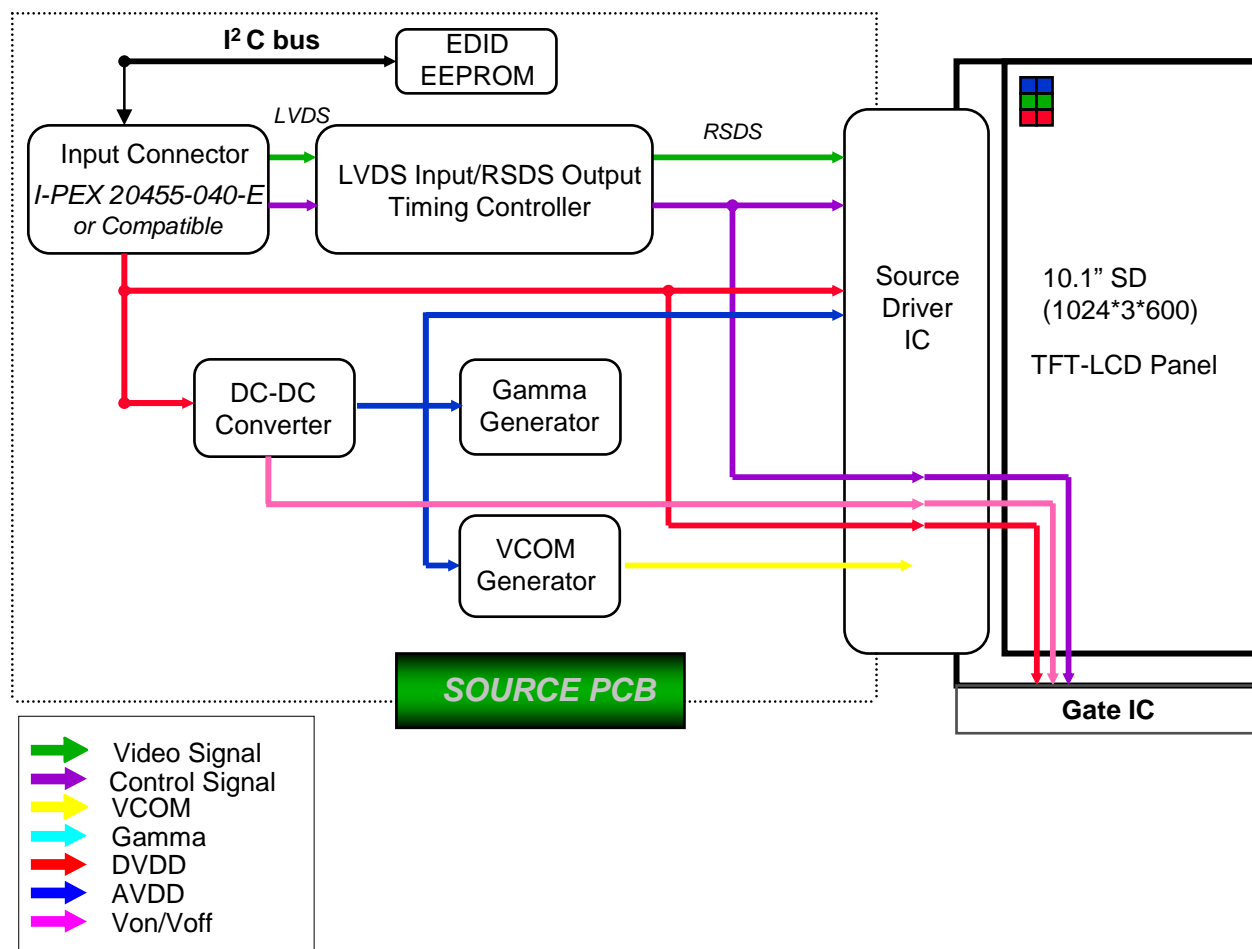 I² C bus
EDID
EEPROM
LVDS
RSDS
Input Connector
I-PEX 20455-040-E
or Compatible
LVDS Input/RSDS Output
Timing Controller
Source
Driver
IC
10.1” SD
(1024*3*600)
TFT-LCD Panel
DC-DC
Converter
Gamma
Generator
VCOM
Generator
SOURCE PCB
Gate IC
Video Signal
Control Signal
VCOM
Gamma
DVDD
AVDD
Von/Voff